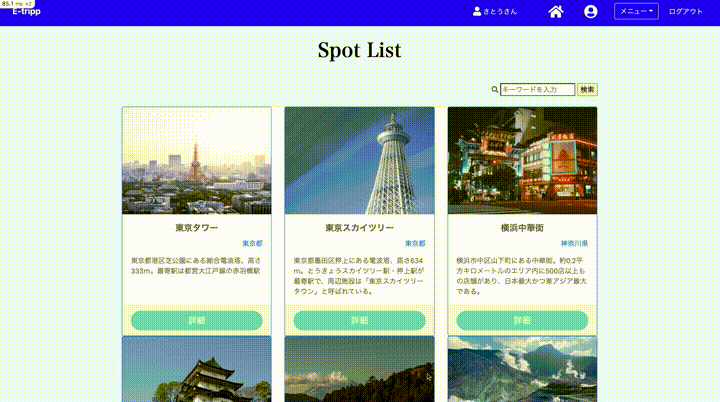 85.1 ms ×2
E-tripp
さとうさん
メニュー
ログアウト
Spot List
キーワードを入力
検索
東京タワー
東京都
東京都港区芝公園にある総合電波塔、高さ
333m。最寄駅は都営大江戸線の赤羽橋駅
詳細
東京スカイツリー
東京都
東京都墨田区押上にある電波塔、高さ634
m。とうきょうスカイツリー駅・押上駅が
最寄駅で、周辺施設は「東京スカイツリー
タウン」と呼ばれている。
詳細
横浜中華街
神奈川県
横浜市中区山下町にある中華街。約0.2平
方キロメートルのエリア内に500店以上も
の店舗があり、日本最大かつ東アジア最大
である。
詳細